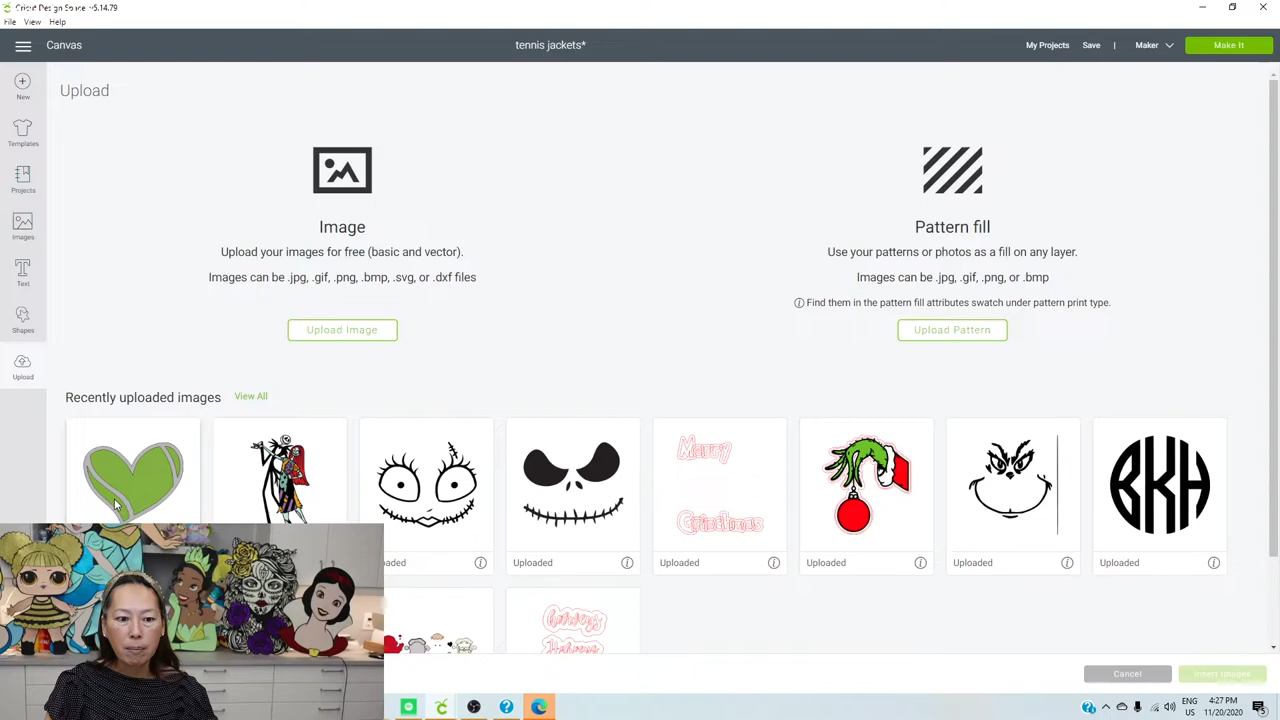 Cricut Design Space v6.14.79
File View Help
Canvas
tennis jackets*
My Projects Save | Maker Make It
New
Templates
Projects
Images
Text
Shapes
Upload
Upload
Image
Upload your images for free (basic and vector).
Images can be .jpg, .gif, .png, .bmp, .svg, or .dxf files
Upload Image
Pattern fill
Use your patterns or photos as a fill on any layer.
Images can be .jpg, .gif, .png, or .bmp
Find them in the pattern fill attributes swatch under pattern print type.
Upload Pattern
Recently uploaded images View All
Merry
Grinchmas
BKH
Uploaded
Uploaded
Uploaded
Uploaded
Uploaded
Cancel
Insert Images
ENG
US
4:27 PM
11/20/2020